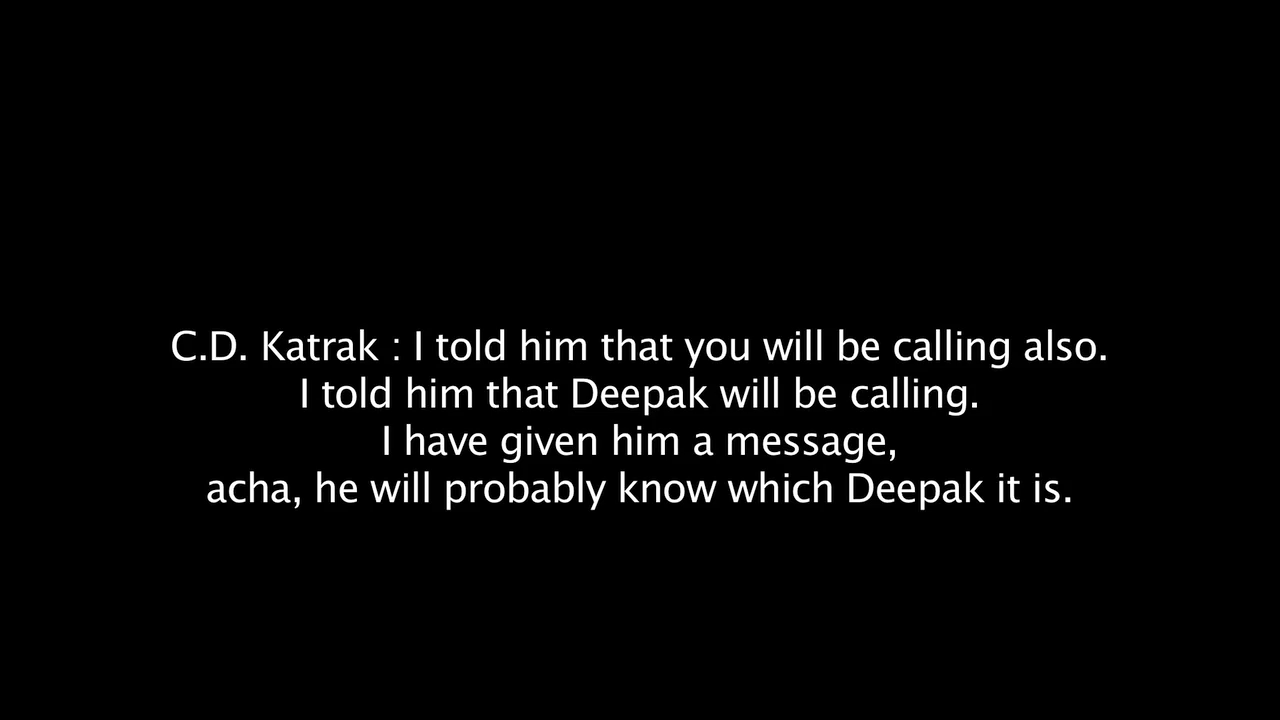 C.D. Katrak : I told him that you will be calling also.
I told him that Deepak will be calling.
I have given him a message,
acha, he will probably know which Deepak it is.